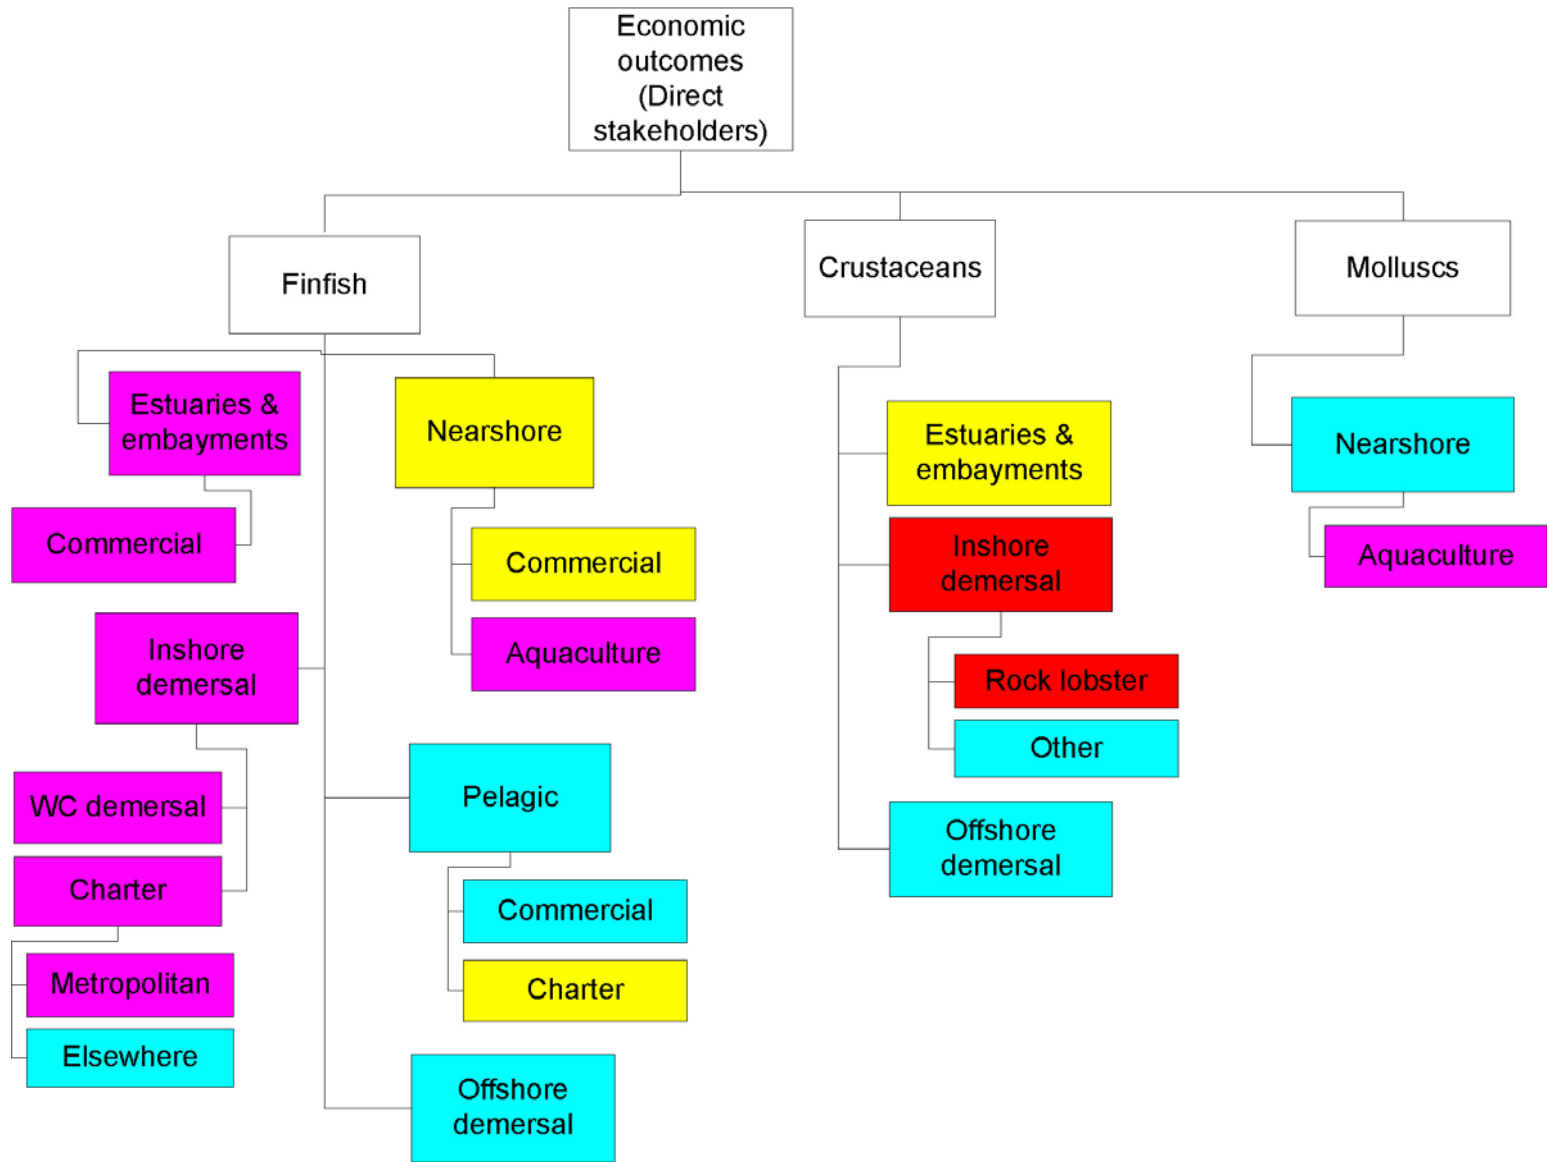 Economic
outcomes
(Direct
stakeholders)
Finfish
Crustaceans
Molluscs
Estuaries &
embayments
Commercial
Inshore
demersal
WC demersal
Charter
Metropolitan
Elsewhere
Nearshore
Commercial
Aquaculture
Pelagic
Commercial
Charter
Offshore
demersal
Estuaries &
embayments
Inshore
demersal
Rock lobster
Other
Offshore
demersal
Nearshore
Aquaculture